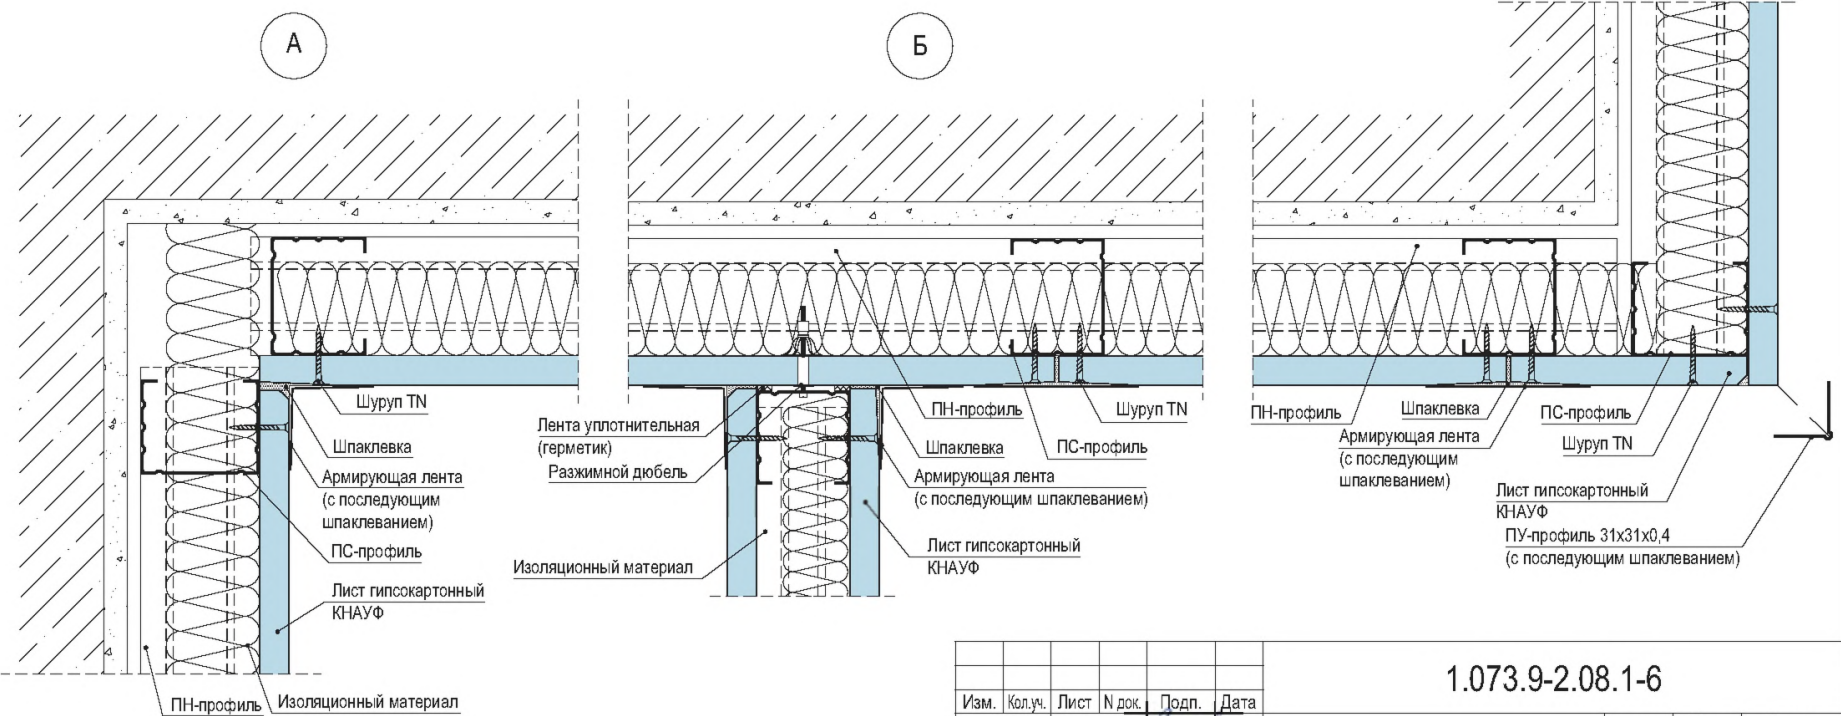 А
Б
Шуруп TN
Шпаклевка
Армирующая лента
(с последующим
шпаклеванием)
ПС-профиль
Лист гипсокартонный
КНАУФ
ПН-профиль
Изоляционный материал
Лента уплотнительная
(герметик)
Разжимной дюбель
Изоляционный материал
ПН-профиль
Шуруп TN
Шпаклевка
ПС-профиль
Армирующая лента
(с последующим шпаклеванием)
Лист гипсокартонный
КНАУФ
ПН-профиль
Шпаклевка
ПС-профиль
Армирующая лента
(с последующим
шпаклеванием)
Шуруп TN
Лист гипсокартонный
КНАУФ
ПУ-профиль 31х31х0,4
(с последующим шпаклеванием)
1.073.9-2.08.1-6
Изм. Кол.уч. Лист N док. Подп. Дата